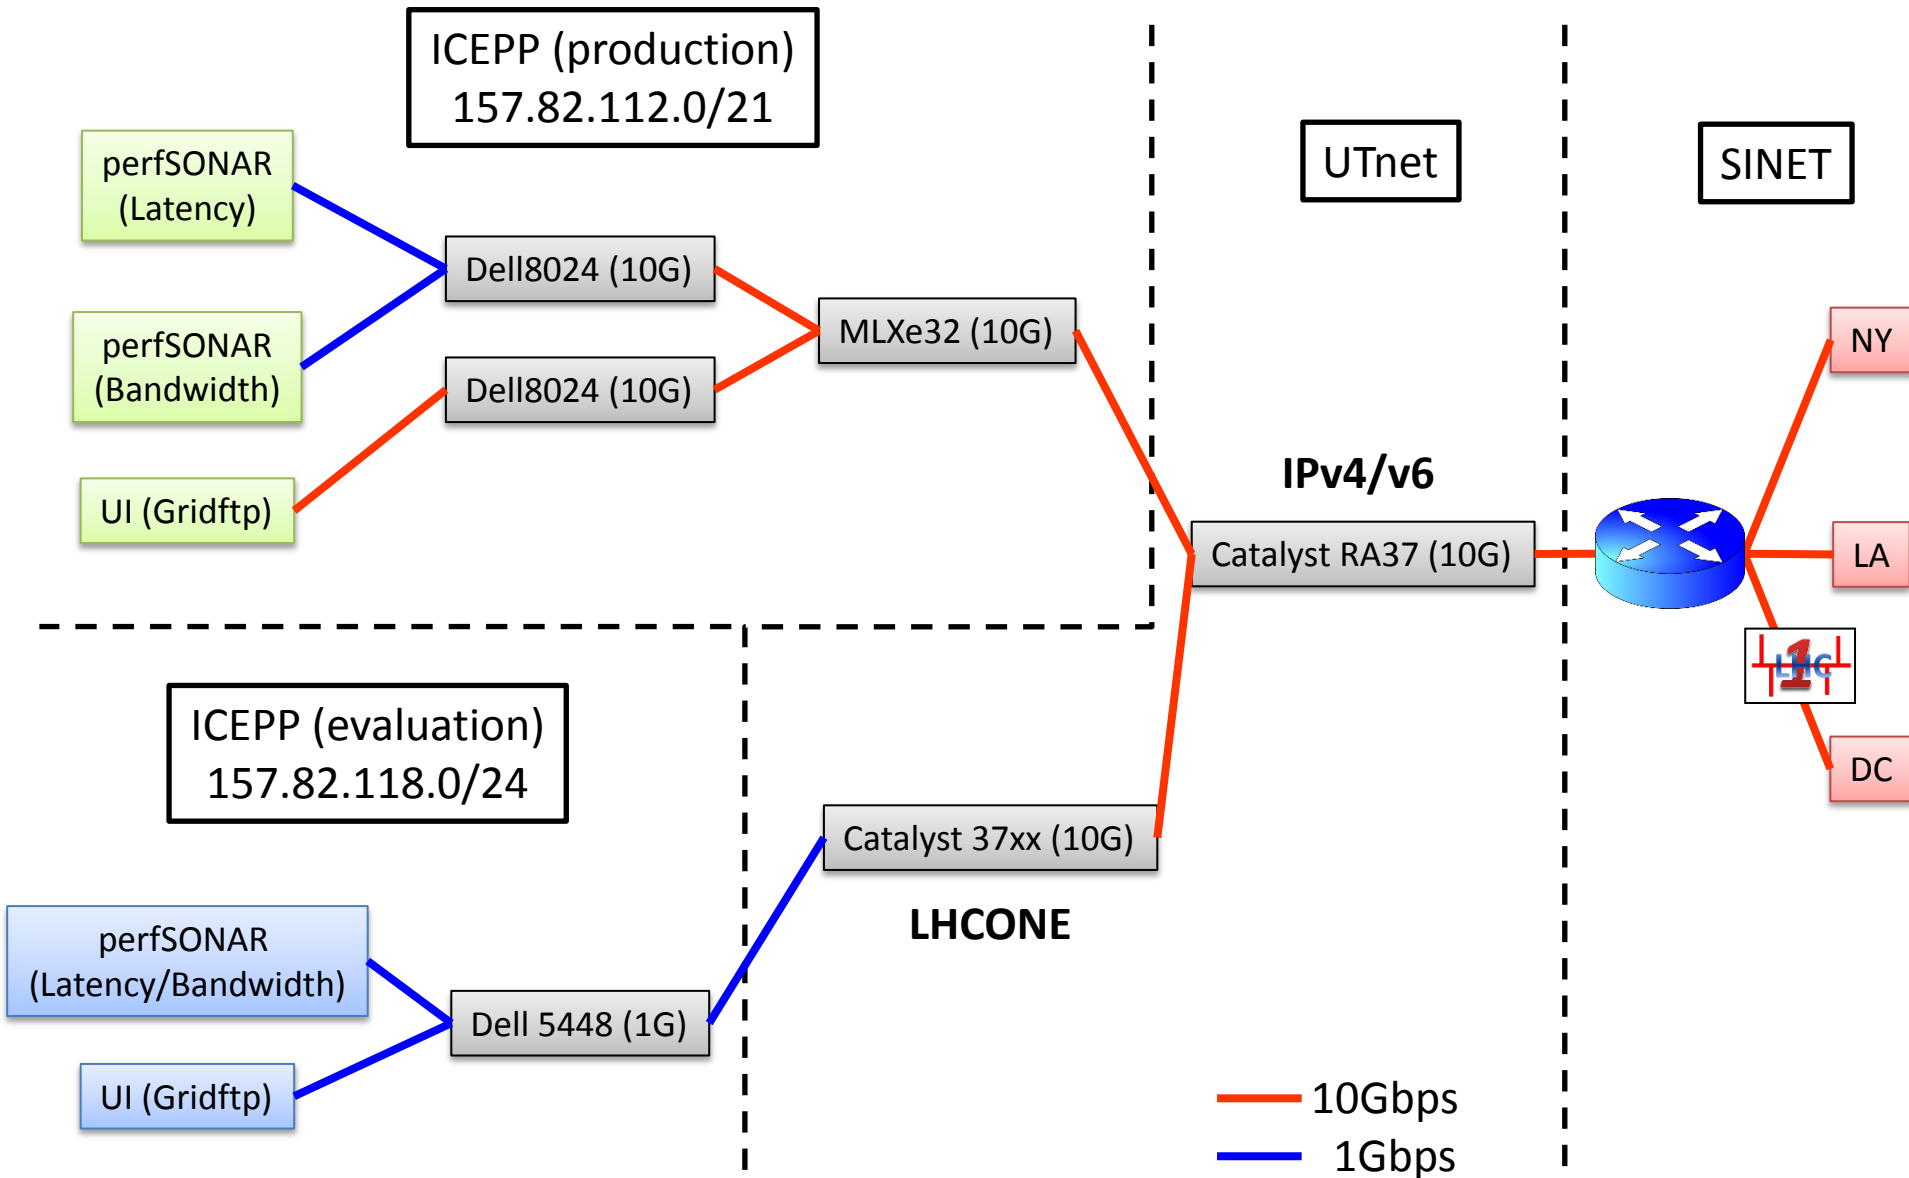 ICEPP (production)
157.82.112.0/21
UTnet
SINET
perfSONAR
(Latency)
Dell8024 (10G)
perfSONAR
(Bandwidth)
MLXe32 (10G)
NY
Dell8024 (10G)
UI (Gridftp)
IPv4/v6
Catalyst RA37 (10G)
LA
LHC
1
ICEPP (evaluation)
157.82.118.0/24
DC
Catalyst 37xx (10G)
LHCONE
perfSONAR
(Latency/Bandwidth)
Dell 5448 (1G)
UI (Gridftp)
10Gbps
1Gbps